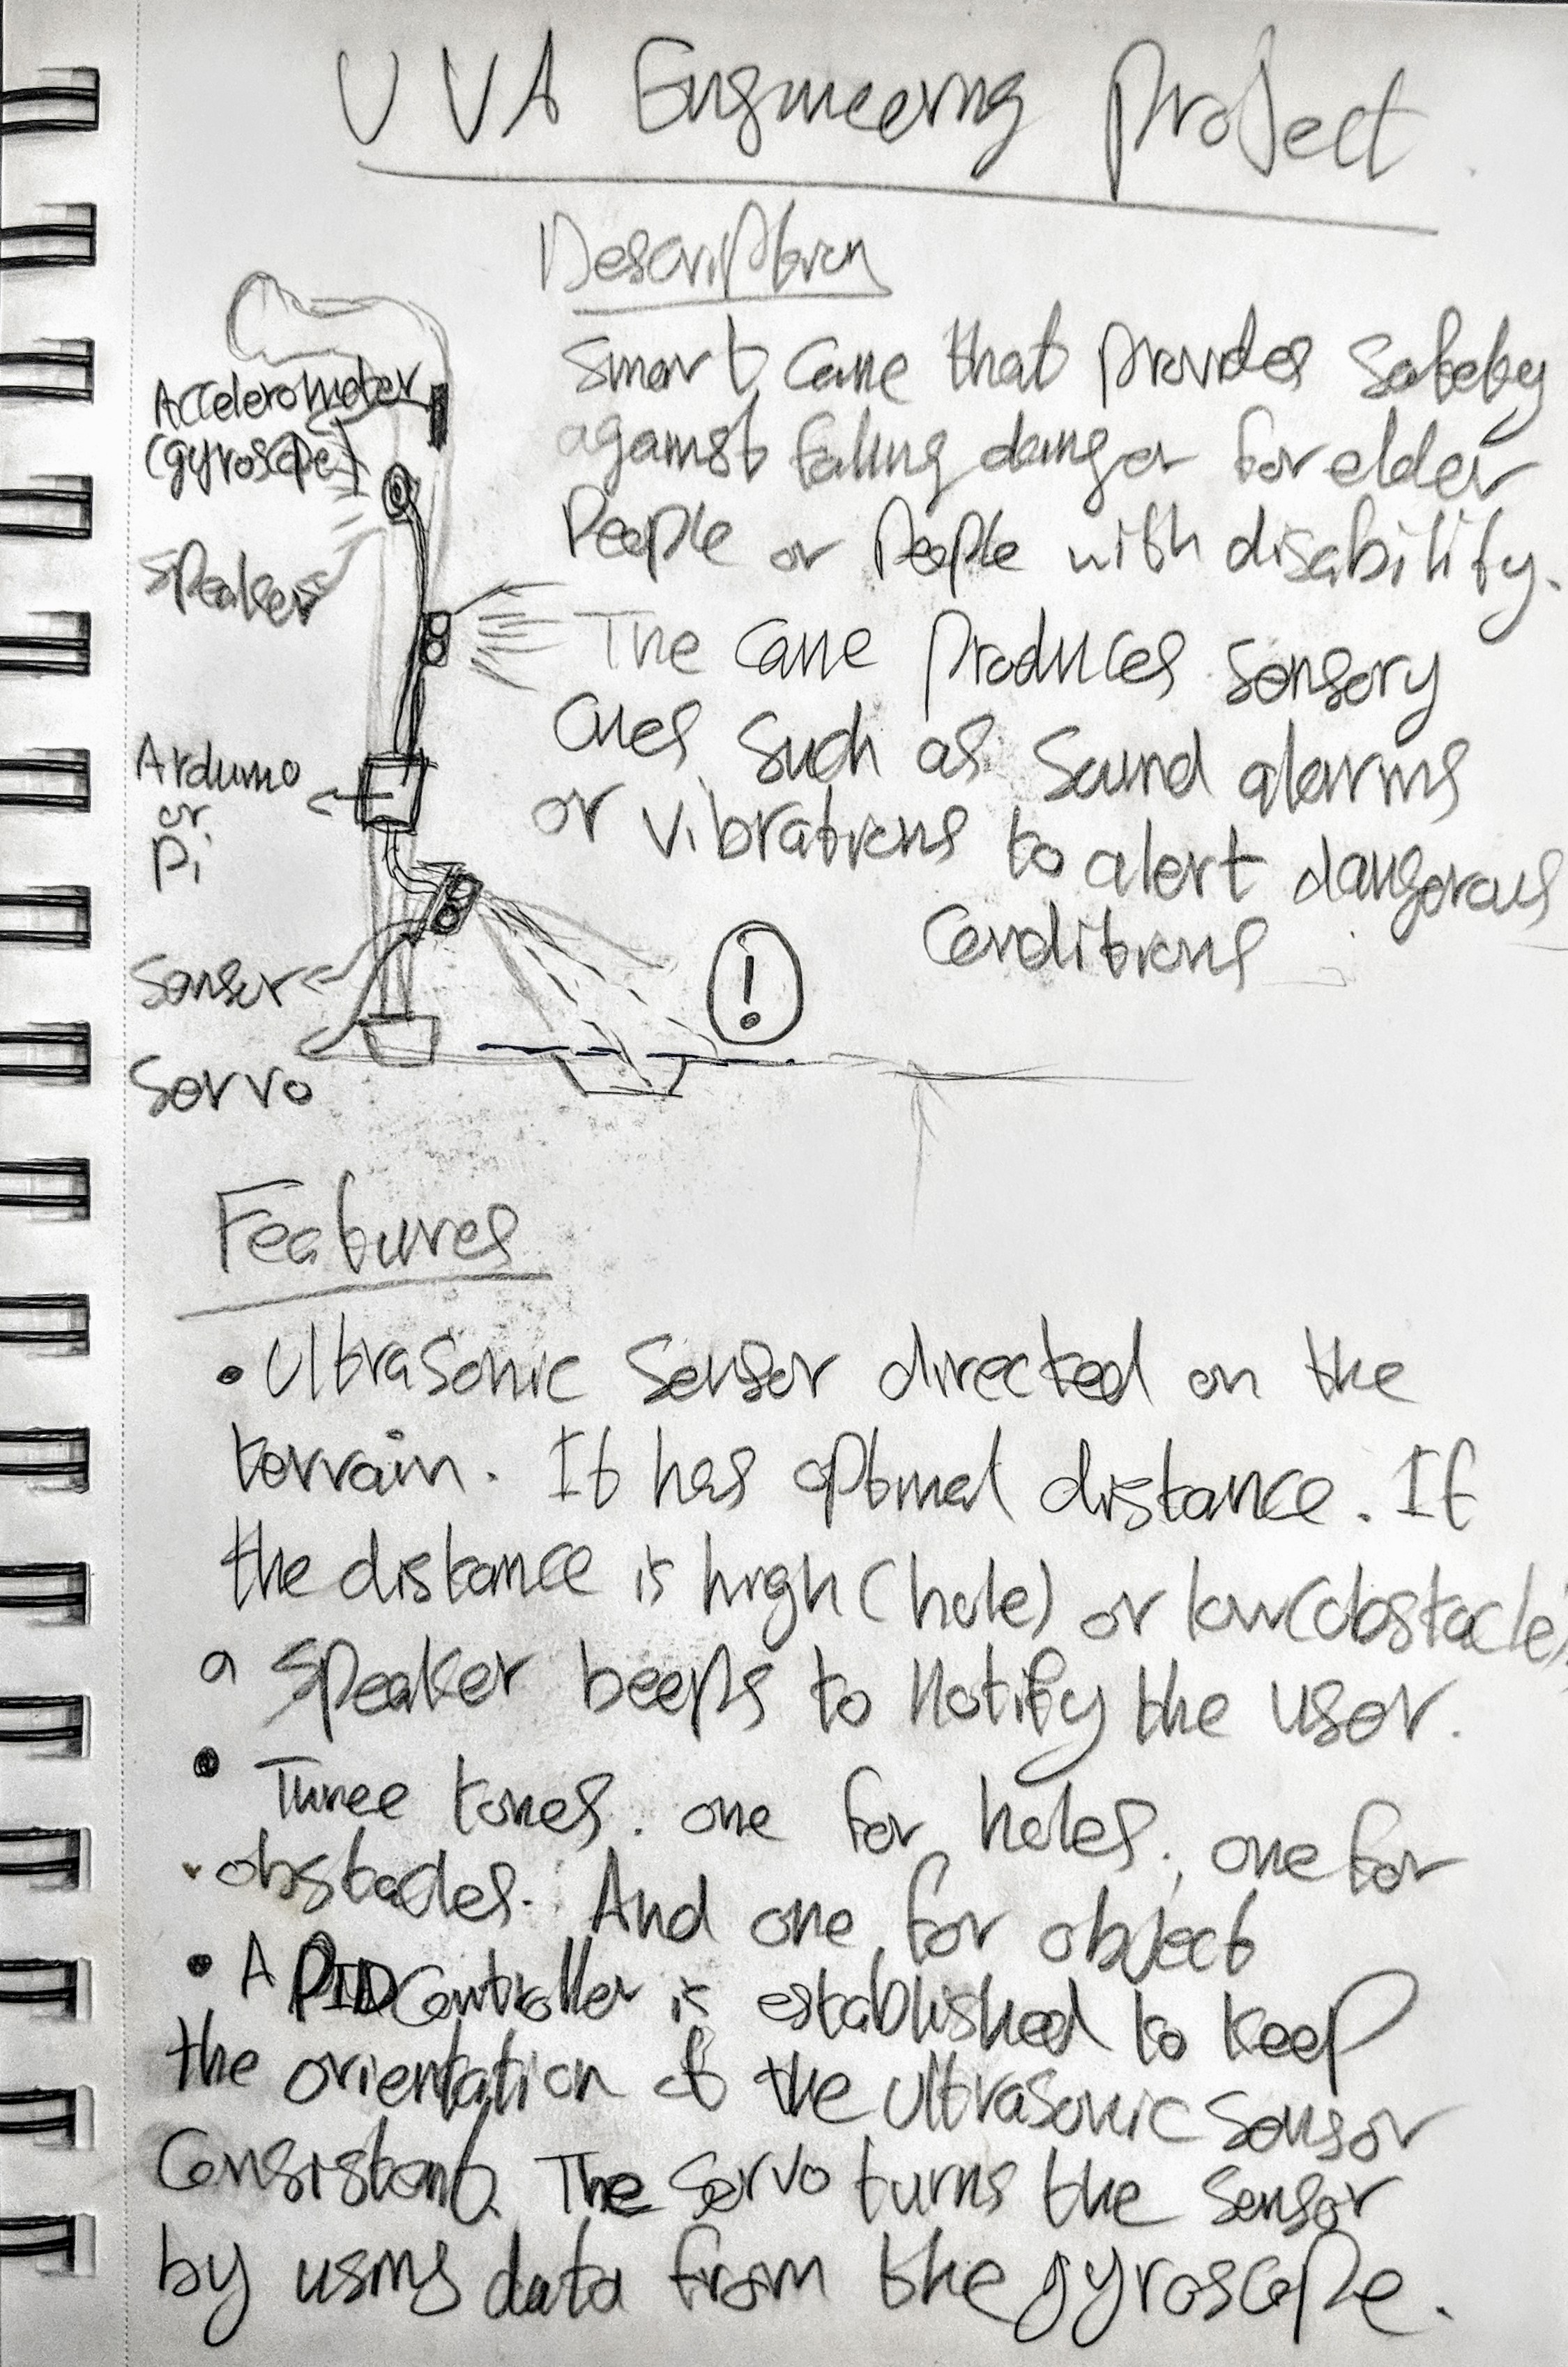 UVA Engineering Project
Description
Smart Cane that provides Safety
against falling danger for elder
People or People with disability.
The Cane Produces Sensory
Cues Such as Sound alarms
or vibrations to alert dangorous
Conditions
Accelerometer
(gyroscope)
Speakers
Arduino
or
Pi
Sensor
Servo
!
Features
• Ultrasonic Sensor directed on the
terrain. It has optimal distance. If
the distance is high (hole) or low (obstacle)
a Speaker beeps to Notify the user.
• Three tones. one for holes, one for
obstacles. And one for object
• A PID Controller is established to keep
the orientation of the ultrasonic Sensor
Consistent. The Servo turns the Sensor
by using data from the gyroscope.